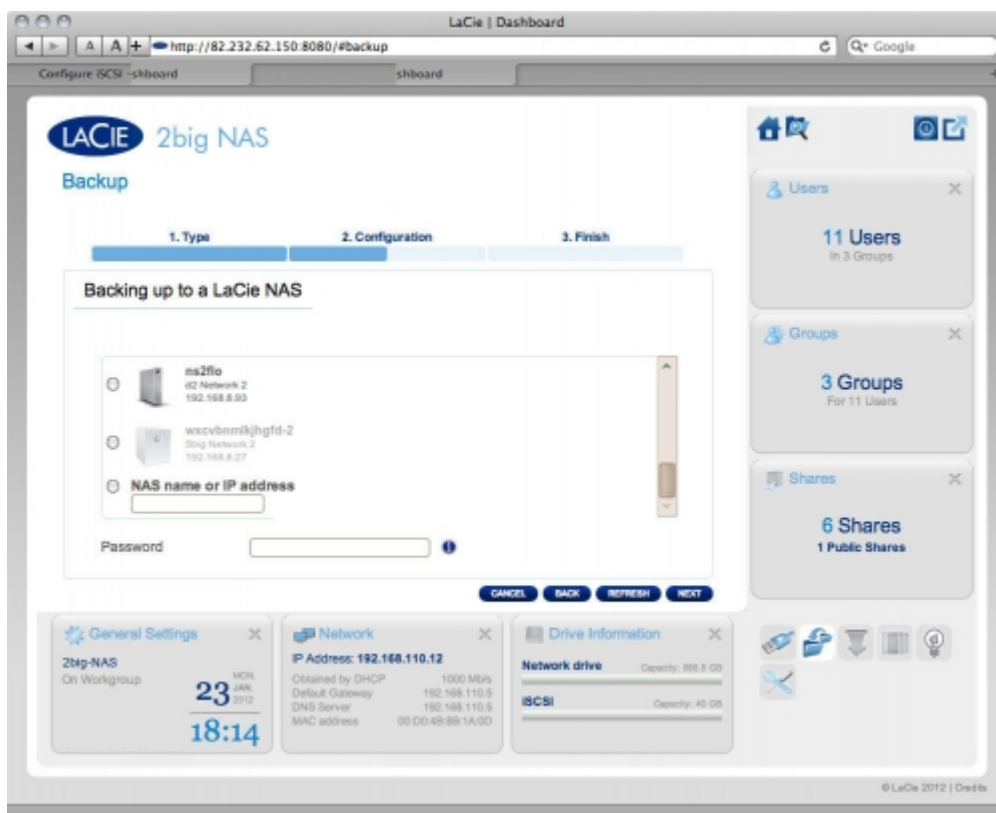 LaCie | Dashboard
A A + http://82.232.62.150:8080/#backup
Google
Configure iSCSI -shboard
shboard
LACIE 2big NAS
Backup
1. Type 2. Configuration 3. Finish
Backing up to a LaCie NAS
ns2flo
d2 Network 2
192.168.8.93
wxcvbnmlkjhgfd-2
5big Network 2
192.168.8.27
NAS name or IP address
Password
CANCEL BACK REFRESH NEXT
Users
11 Users
In 3 Groups
Groups
3 Groups
For 11 Users
Shares
6 Shares
1 Public Shares
General Settings
2big-NAS
On Workgroup
MON.
23 JAN.
2012
18:14
Network
IP Address: 192.168.110.12
Obtained by DHCP 1000 Mb/s
Default Gateway 192.168.110.5
DNS Server 192.168.110.5
MAC address 00:D0:4B:8B:1A:0D
Drive Information
Network drive Capacity: 888.8 GB
iSCSI Capacity: 40 GB
© LaCie 2012 | Credits